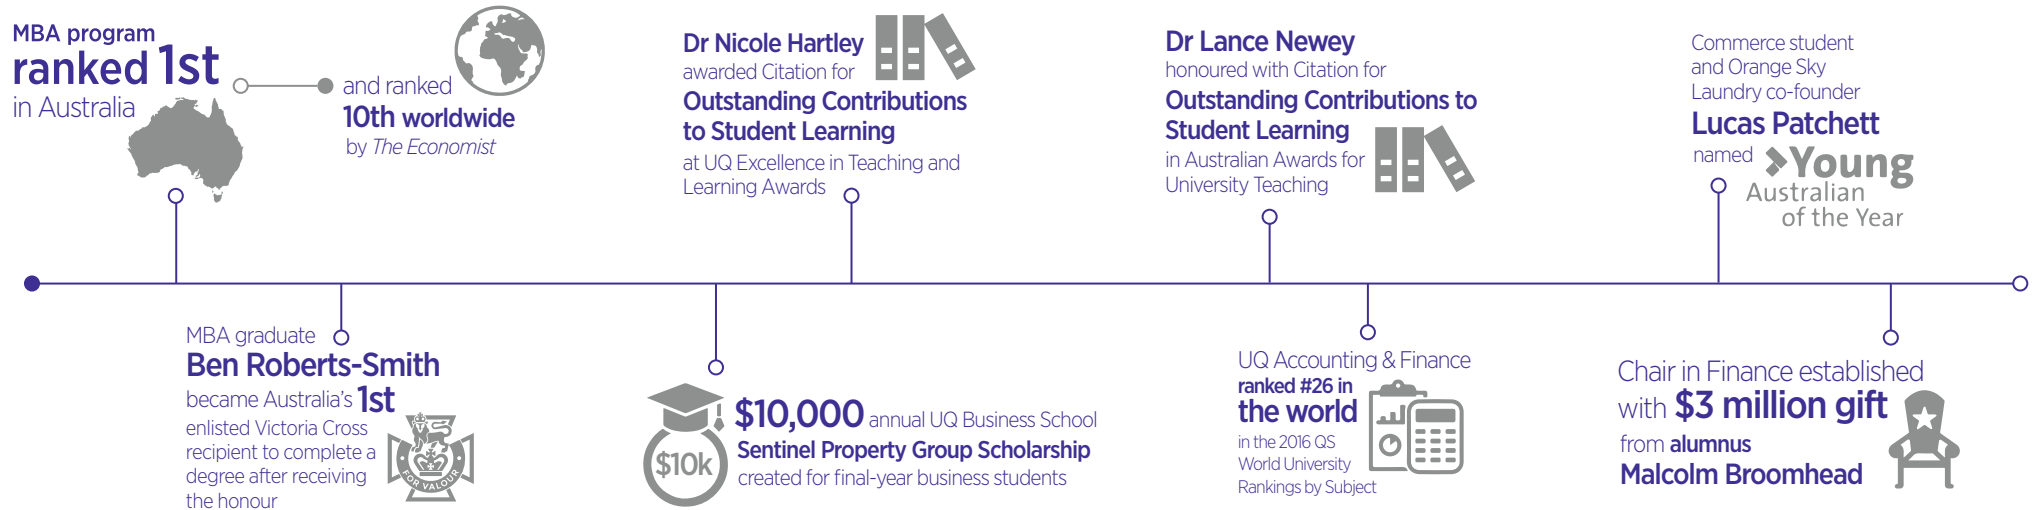 MBA program
ranked 1st
in Australia
and ranked
10th worldwide
by The Economist
MBA graduate
Ben Roberts-Smith
became Australia's 1st
enlisted Victoria Cross
recipient to complete a
degree after receiving
the honour
FOR VALOUR
Dr Nicole Hartley
awarded Citation for
Outstanding Contributions
to Student Learning
at UQ Excellence in Teaching and
Learning Awards
$10k
$10,000 annual UQ Business School
Sentinel Property Group Scholarship
created for final-year business students
Dr Lance Newey
honoured with Citation for
Outstanding Contributions to
Student Learning
in Australian Awards for
University Teaching
UQ Accounting & Finance
ranked #26 in
the world
in the 2016 QS
World University
Rankings by Subject
Commerce student
and Orange Sky
Laundry co-founder
Lucas Patchett
named Young
Australian
of the Year
Chair in Finance established
with $3 million gift
from alumnus
Malcolm Broomhead